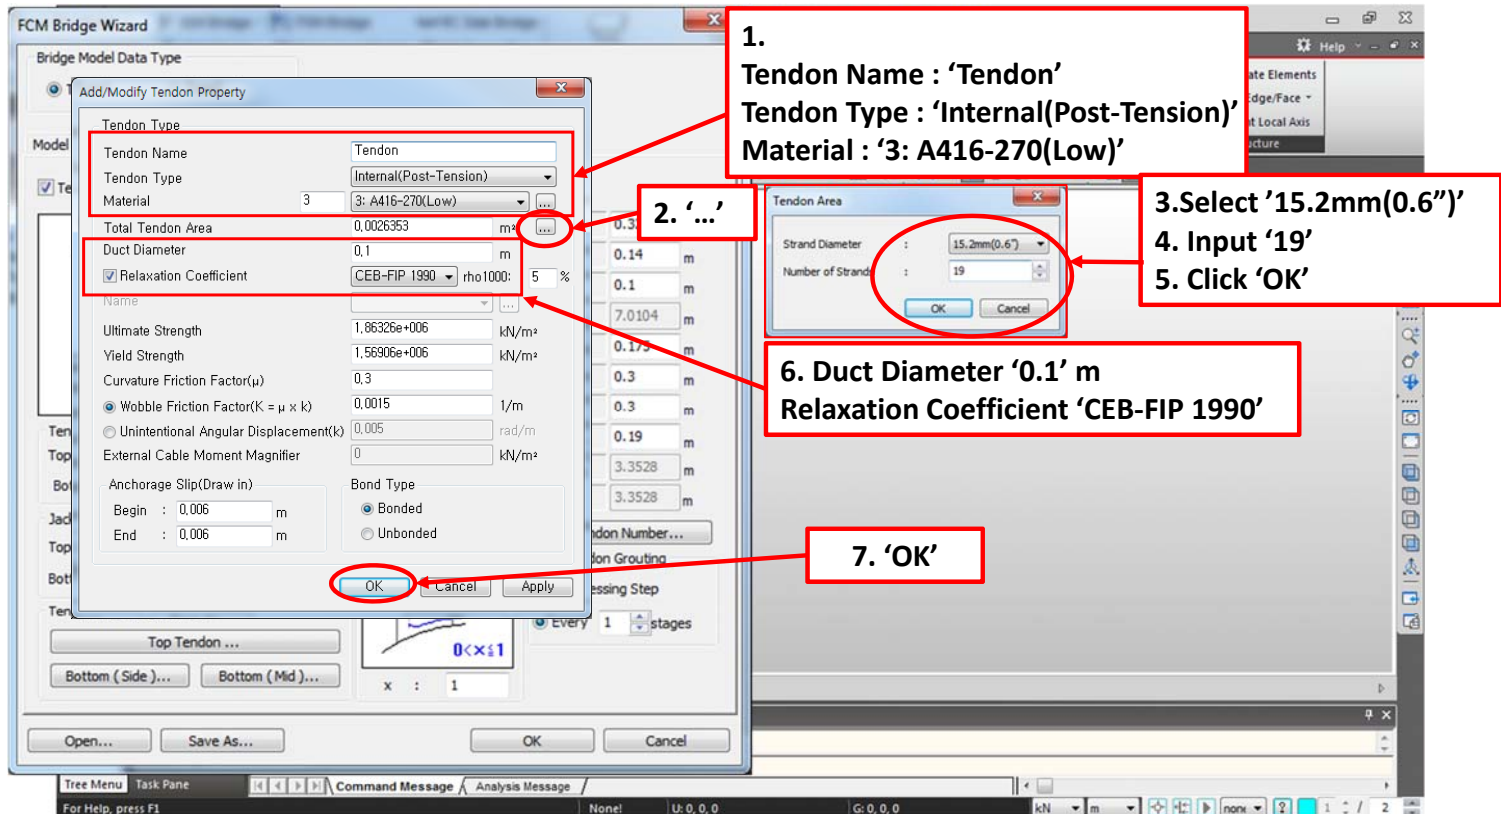 FCM Bridge Wizard
Bridge Model Data Type
Add/Modify Tendon Property
Tendon Type
Tendon Name
Tendon
Tendon Type
Internal(Post-Tension)
Material
3
3: A416-270(Low)
...
Total Tendon Area
0,0026353
m²
...
Duct Diameter
0,1
m
Relaxation Coefficient
CEB-FIP 1990
rho1000:
5
%
Name
...
Ultimate Strength
1,86326e+006
kN/m²
Yield Strength
1,56906e+006
kN/m²
Curvature Friction Factor(μ)
0,3
Wobble Friction Factor(K = μ x k)
0,0015
1/m
Unintentional Angular Displacement(k)
0,005
rad/m
External Cable Moment Magnifier
0
kN/m²
Anchorage Slip(Draw in)
Begin : 0,006 m
End : 0,006 m
Bond Type
Bonded
Unbonded
OK
Cancel
Apply
Model
0.14 m
0.1 m
7.0104 m
0.175 m
0.3 m
0.3 m
0.19 m
3.3528 m
3.3528 m
Every 1 stages
Top Tendon ...
Bottom ( Side )...
Bottom ( Mid )...
0<x≤1
x : 1
Open...
Save As...
OK
Cancel
1.
Tendon Name : ‘Tendon’
Tendon Type : ‘Internal(Post-Tension)’
Material : ‘3: A416-270(Low)’
2. ‘...’
Tendon Area
Strand Diameter : 15.2mm(0.6")
Number of Strands : 19
OK
Cancel
3.Select ’15.2mm(0.6”)’
4. Input ‘19’
5. Click ‘OK’
6. Duct Diameter ‘0.1’ m
Relaxation Coefficient ‘CEB-FIP 1990’
7. ‘OK’
Help
Elements
Edge/Face
Local Axis
Tree Menu
Task Pane
Command Message
Analysis Message
For Help, press F1
None!
U: 0, 0, 0
G: 0, 0, 0
kN
m
1 / 2